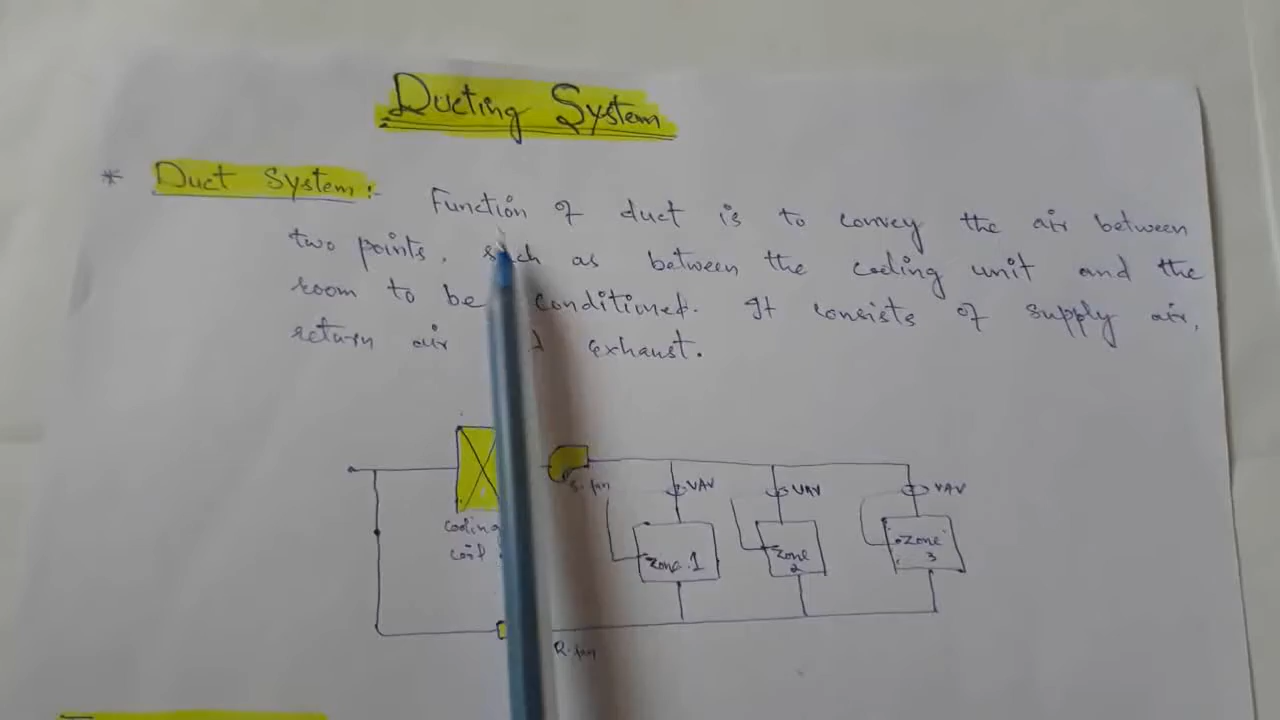 Ducting System
* Duct System:- Function of duct is to convey the air between
two points, such as between the cooling unit and the
room to be conditioned. It consists of supply air,
return air exhaust.
S. fan
VAV
VAV
VAV
cooling
coil
Zone 1
Zone
2
Zone
3
R. fan